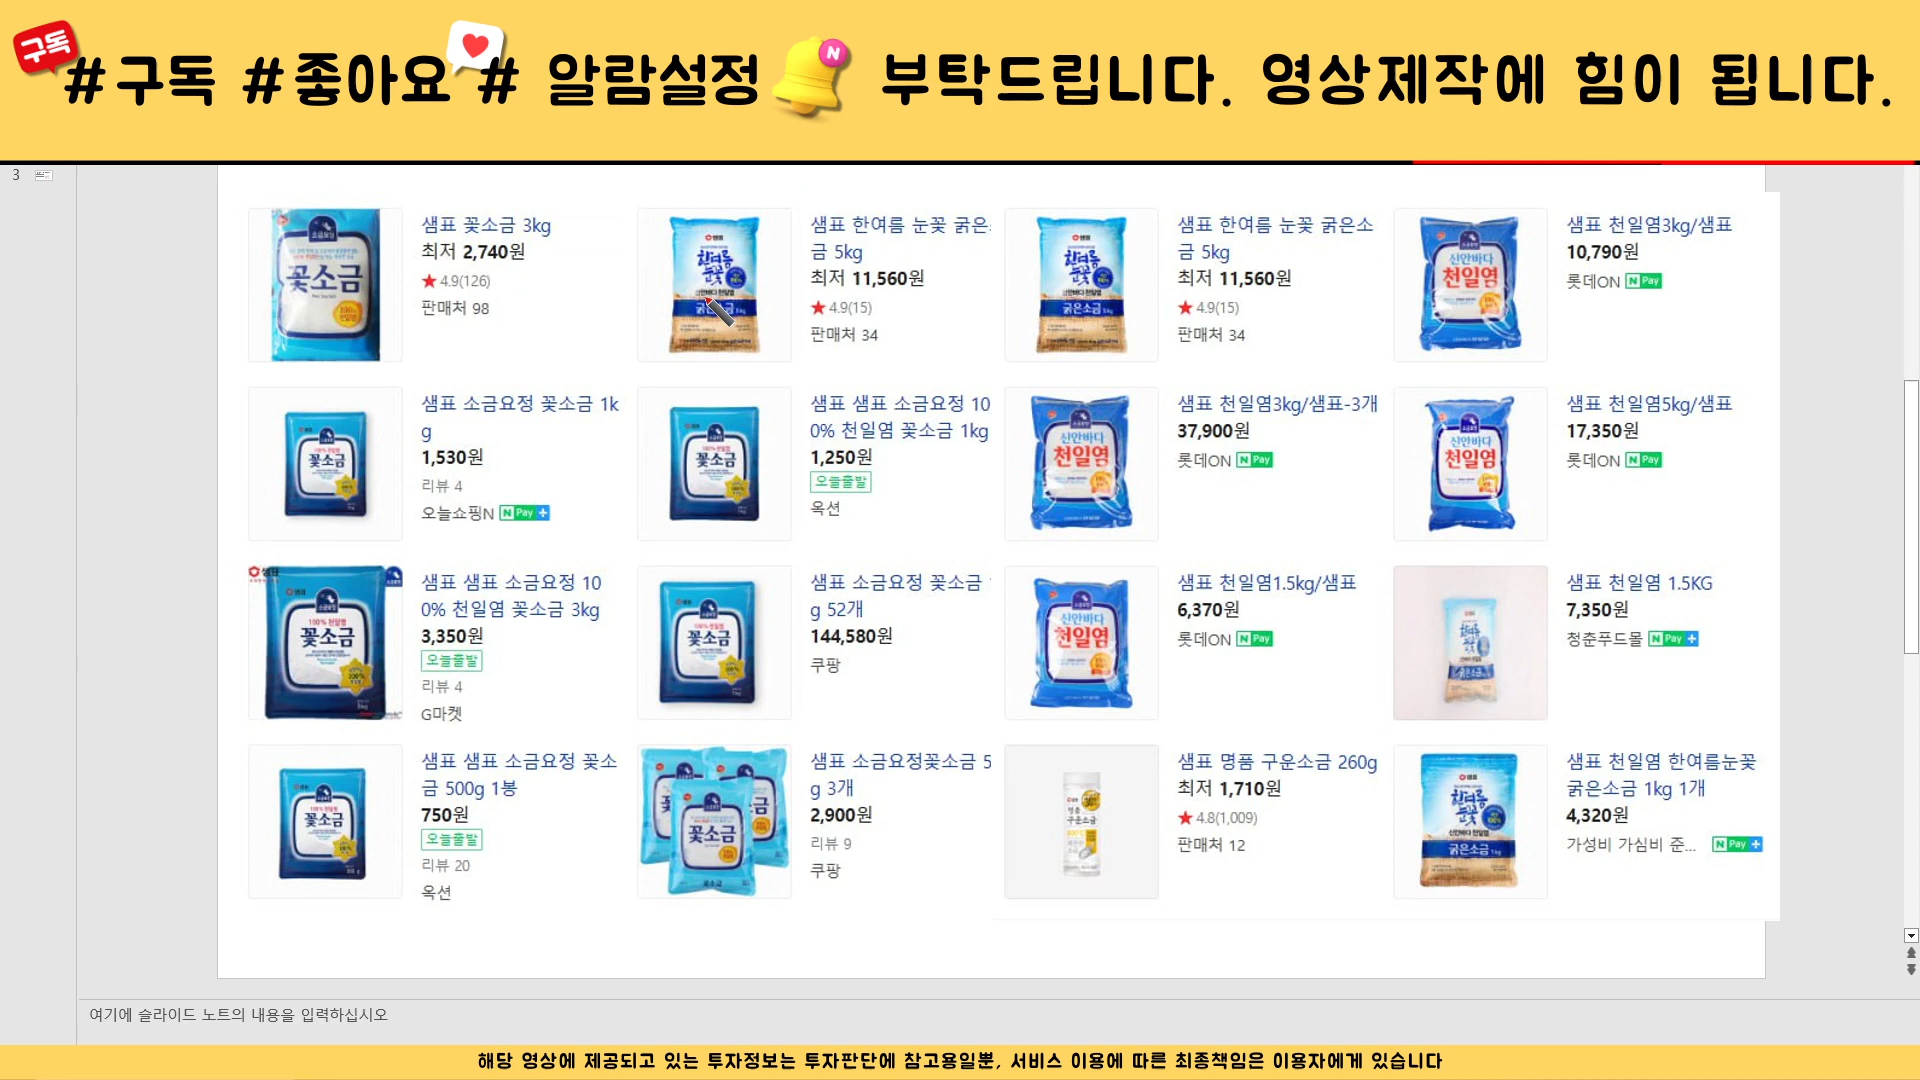 구독
#구독 #좋아요 # 알람설정 부탁드립니다. 영상제작에 힘이 됩니다.
N
3
샘표 꽃소금 3kg
최저 2,740원
4.9(126)
판매처 98
샘표 한여름 눈꽃 굵은
금 5kg
최저 11,560원
4.9(15)
판매처 34
샘표 한여름 눈꽃 굵은소
금 5kg
최저 11,560원
4.9(15)
판매처 34
샘표 천일염3kg/샘표
10,790원
롯데ON N Pay
샘표 소금요정 꽃소금 1k
g
1,530원
리뷰 4
오늘쇼핑N N Pay +
샘표 샘표 소금요정 10
0% 천일염 꽃소금 1kg
1,250원
오늘출발
옥션
샘표 천일염3kg/샘표-3개
37,900원
롯데ON N Pay
샘표 천일염5kg/샘표
17,350원
롯데ON N Pay
샘표 샘표 소금요정 10
0% 천일염 꽃소금 3kg
3,350원
오늘출발
리뷰 4
G마켓
샘표 소금요정 꽃소금
g 52개
144,580원
쿠팡
샘표 천일염1.5kg/샘표
6,370원
롯데ON N Pay
샘표 천일염 1.5KG
7,350원
청춘푸드몰 N Pay +
샘표 샘표 소금요정 꽃소
금 500g 1봉
750원
오늘출발
리뷰 20
옥션
샘표 소금요정꽃소금 5
g 3개
2,900원
리뷰 9
쿠팡
샘표 명품 구운소금 260g
최저 1,710원
4.8(1,009)
판매처 12
샘표 천일염 한여름눈꽃
굵은소금 1kg 1개
4,320원
가성비 가심비 준... N Pay +
여기에 슬라이드 노트의 내용을 입력하십시오
해당 영상에 제공되고 있는 투자정보는 투자판단에 참고용일뿐, 서비스 이용에 따른 최종책임은 이용자에게 있습니다